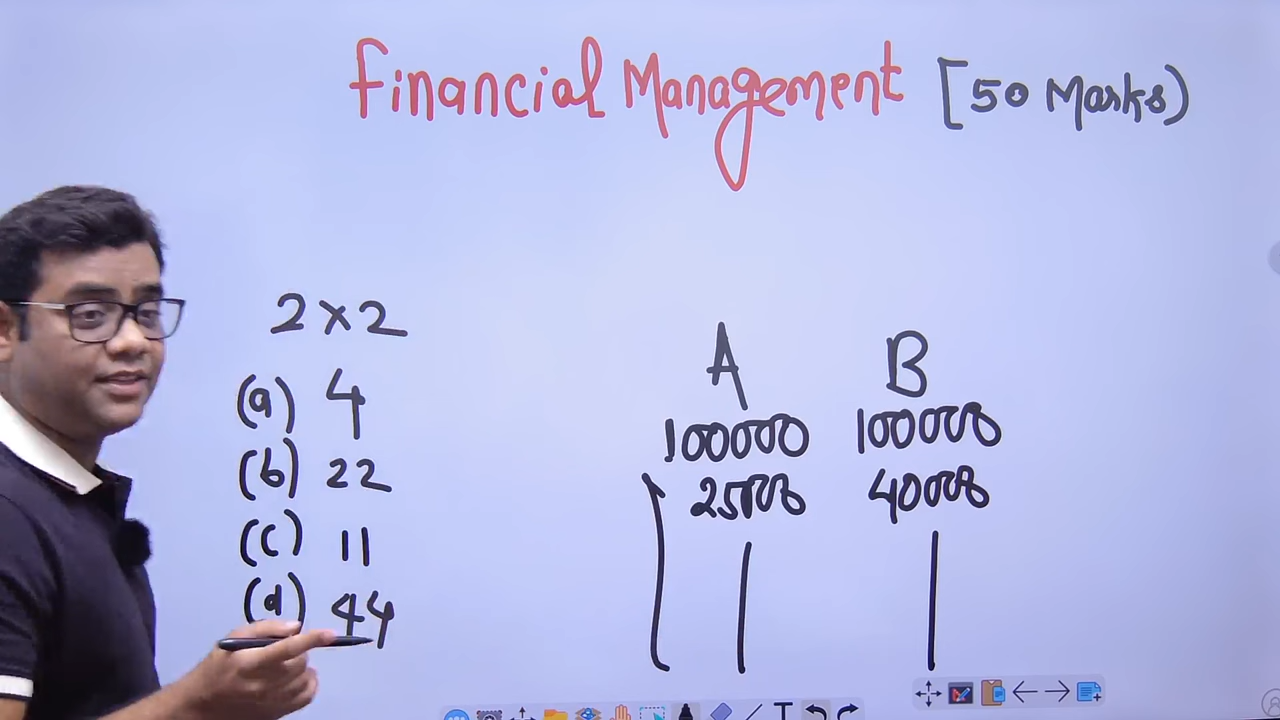 Financial Management [50 Marks)
2 x 2
(a) 4
(b) 22
(c) 11
(d) 44
A B
100000 100000
25000 40000